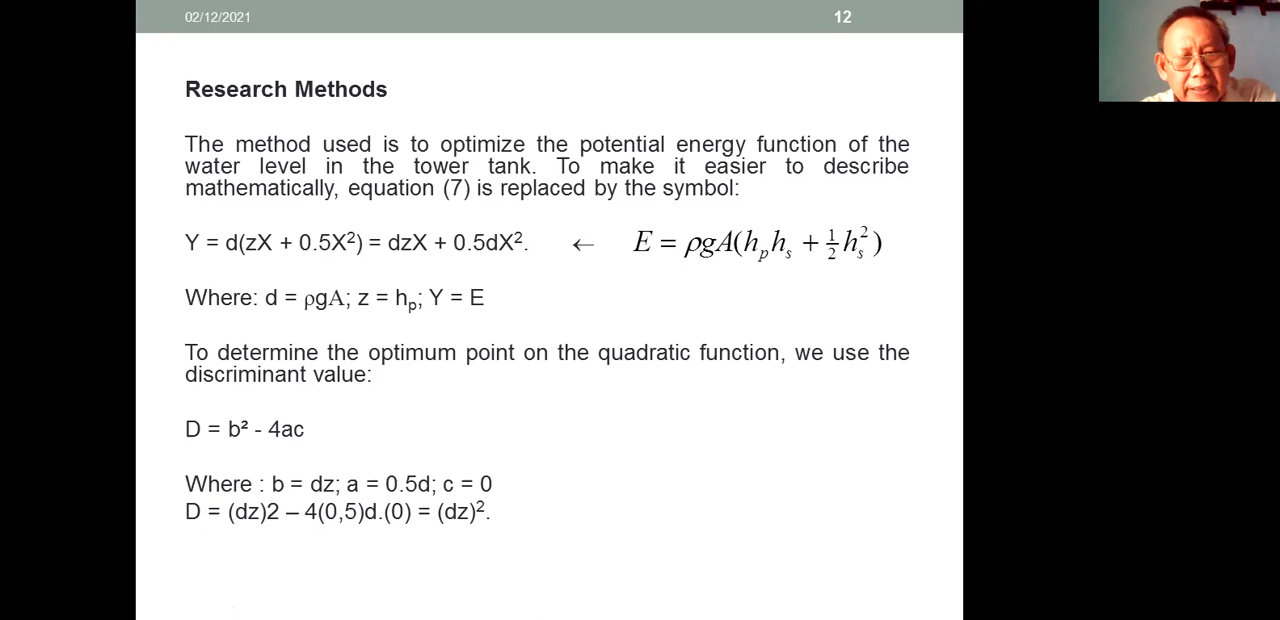 02/12/2021 12
Research Methods
The method used is to optimize the potential energy function of the
water level in the tower tank. To make it easier to describe
mathematically, equation (7) is replaced by the symbol:
Y = d(zX + 0.5X²) = dzX + 0.5dX². ← E = ρgA(hₚhₛ + ½hₛ²)
Where: d = ρgA; z = hₚ; Y = E
To determine the optimum point on the quadratic function, we use the
discriminant value:
D = b² - 4ac
Where : b = dz; a = 0.5d; c = 0
D = (dz)2 – 4(0,5)d.(0) = (dz)².